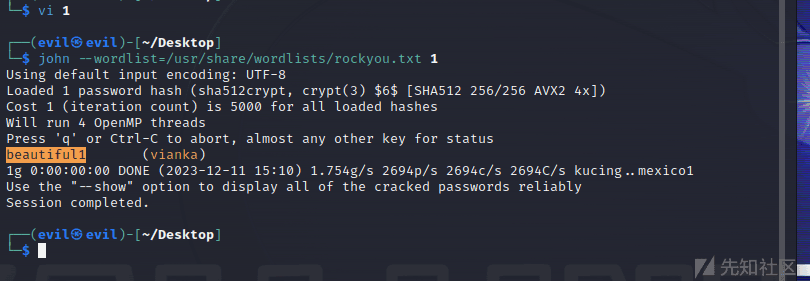 └─$ vi 1
┌──(evil㉿evil)-[~/Desktop]
└─$ john --wordlist=/usr/share/wordlists/rockyou.txt 1
Using default input encoding: UTF-8
Loaded 1 password hash (sha512crypt, crypt(3) $6$ [SHA512 256/256 AVX2 4x])
Cost 1 (iteration count) is 5000 for all loaded hashes
Will run 4 OpenMP threads
Press 'q' or Ctrl-C to abort, almost any other key for status
beautiful1       (vianka)
1g 0:00:00:00 DONE (2023-12-11 15:10) 1.754g/s 2694p/s 2694c/s 2694C/s kucing..mexico1
Use the "--show" option to display all of the cracked passwords reliably
Session completed.
┌──(evil㉿evil)-[~/Desktop]
└─$
先知社区